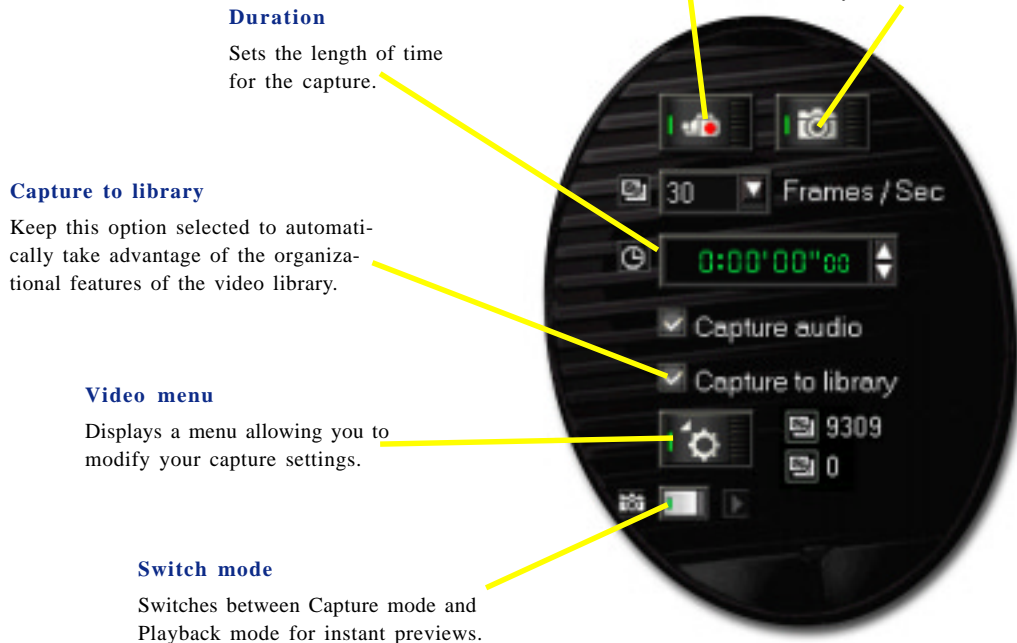 Duration
Sets the length of time
for the capture.
30
Frames / Sec
0:00'00"00
Capture to library
Keep this option selected to automati-
cally take advantage of the organiza-
tional features of the video library.
Capture audio
Capture to library
Video menu
Displays a menu allowing you to
modify your capture settings.
9309
0
Switch mode
Switches between Capture mode and
Playback mode for instant previews.